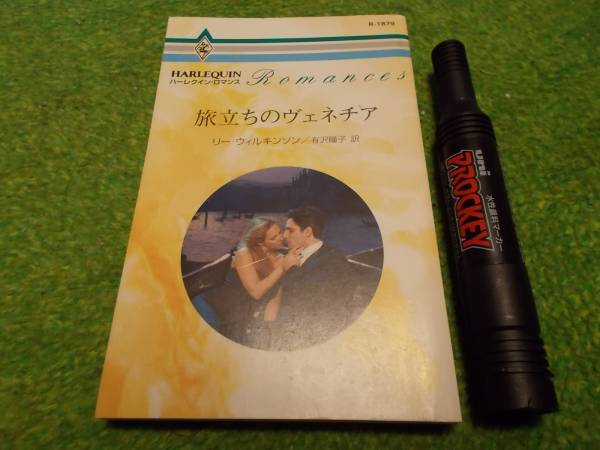 R-1879
HARLEQUIN
ハーレクイン・ロマンス
Romances
旅立ちのヴェネチア
リー・ウィルキンソン／有沢瞳子 訳
uni
PROCKEY
水性顔料マーカー